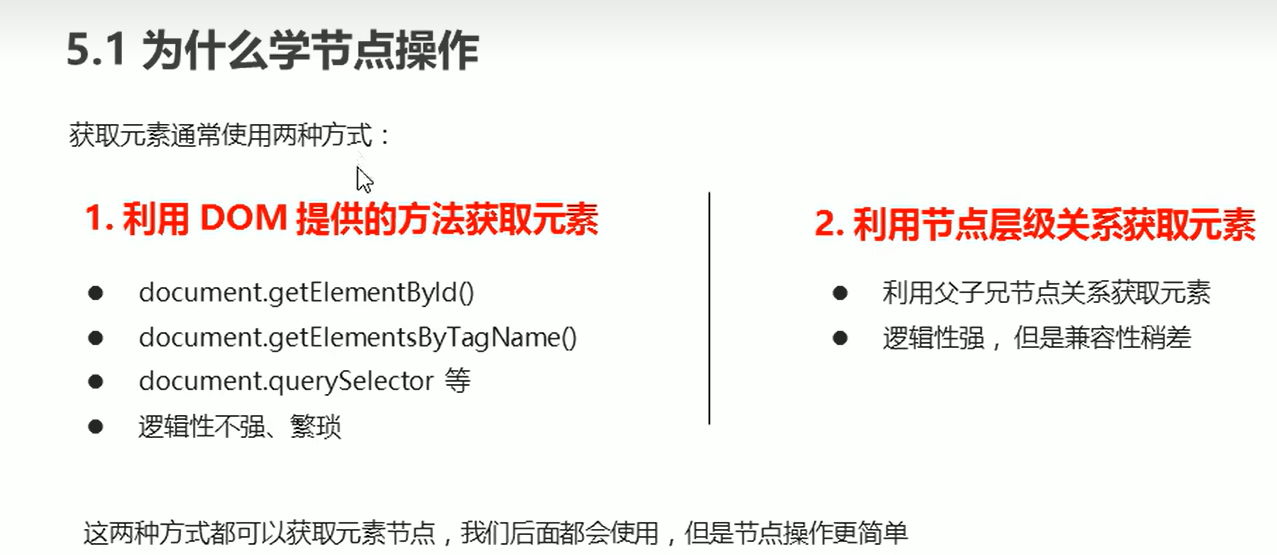 5.1 为什么学节点操作
获取元素通常使用两种方式：
1. 利用 DOM 提供的方法获取元素
document.getElementById()
document.getElementsByTagName()
document.querySelector 等
逻辑性不强、繁琐
2. 利用节点层级关系获取元素
利用父子兄节点关系获取元素
逻辑性强，但是兼容性稍差
这两种方式都可以获取元素节点，我们后面都会使用，但是节点操作更简单